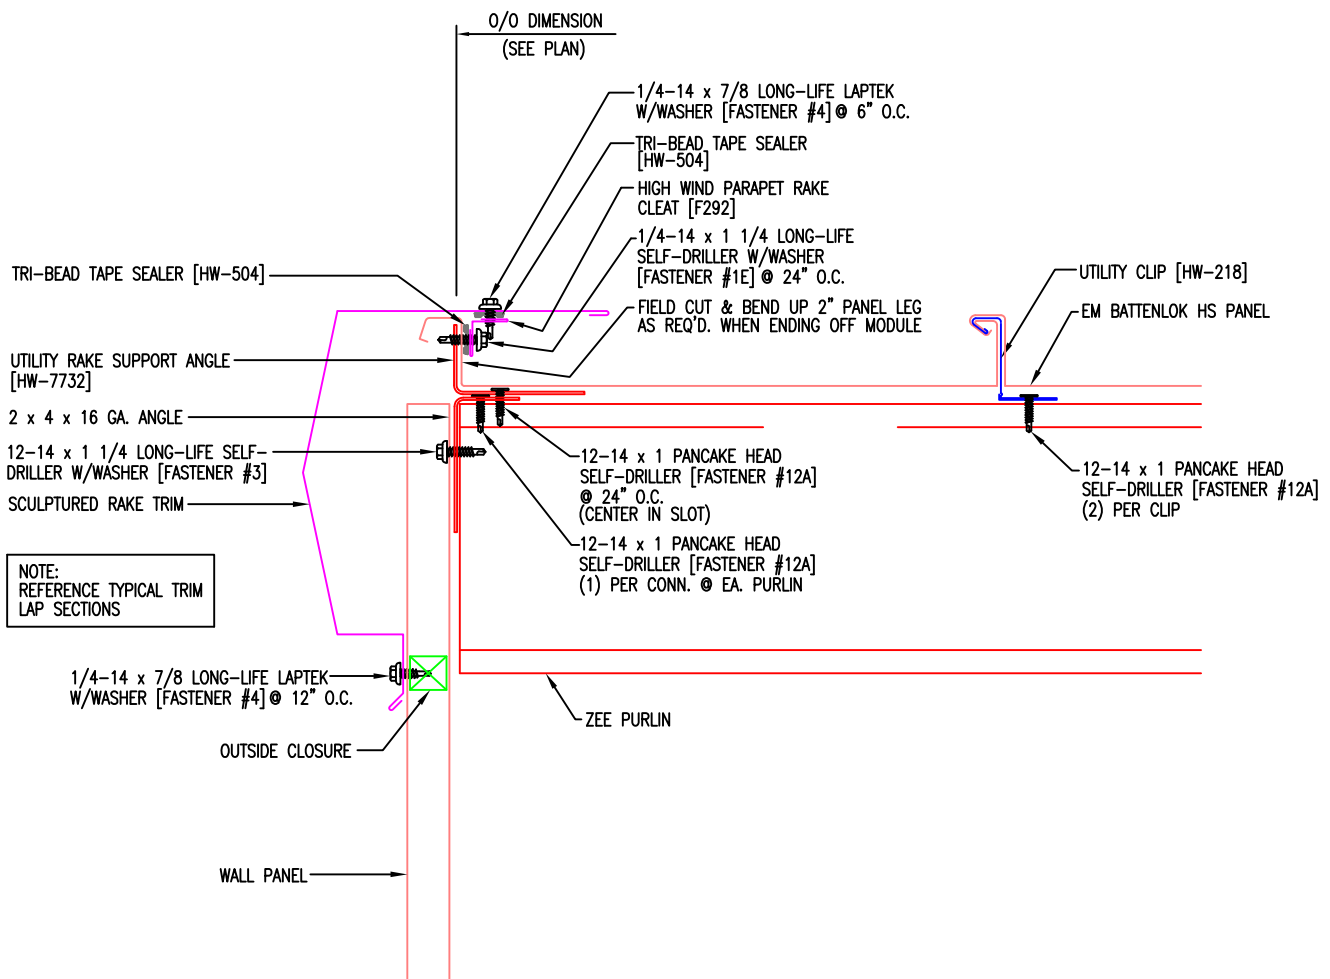 O/O DIMENSION
(SEE PLAN)
1/4-14 x 7/8 LONG-LIFE LAPTEK
W/WASHER [FASTENER #4] @ 6" O.C.
TRI-BEAD TAPE SEALER
[HW-504]
HIGH WIND PARAPET RAKE
CLEAT [F292]
1/4-14 x 1 1/4 LONG-LIFE
SELF-DRILLER W/WASHER
[FASTENER #1E] @ 24" O.C.
FIELD CUT & BEND UP 2" PANEL LEG
AS REQ'D. WHEN ENDING OFF MODULE
UTILITY CLIP [HW-218]
EM BATTENLOK HS PANEL
TRI-BEAD TAPE SEALER [HW-504]
UTILITY RAKE SUPPORT ANGLE
[HW-7732]
2 x 4 x 16 GA. ANGLE
12-14 x 1 1/4 LONG-LIFE SELF-
DRILLER W/WASHER [FASTENER #3]
SCULPTURED RAKE TRIM
12-14 x 1 PANCAKE HEAD
SELF-DRILLER [FASTENER #12A]
@ 24" O.C.
(CENTER IN SLOT)
12-14 x 1 PANCAKE HEAD
SELF-DRILLER [FASTENER #12A]
(1) PER CONN. @ EA. PURLIN
12-14 x 1 PANCAKE HEAD
SELF-DRILLER [FASTENER #12A]
(2) PER CLIP
NOTE:
REFERENCE TYPICAL TRIM
LAP SECTIONS
1/4-14 x 7/8 LONG-LIFE LAPTEK
W/WASHER [FASTENER #4] @ 12" O.C.
ZEE PURLIN
OUTSIDE CLOSURE
WALL PANEL